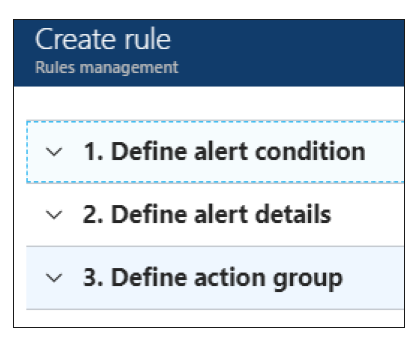 Create rule
Rules management
1. Define alert condition
2. Define alert details
3. Define action group